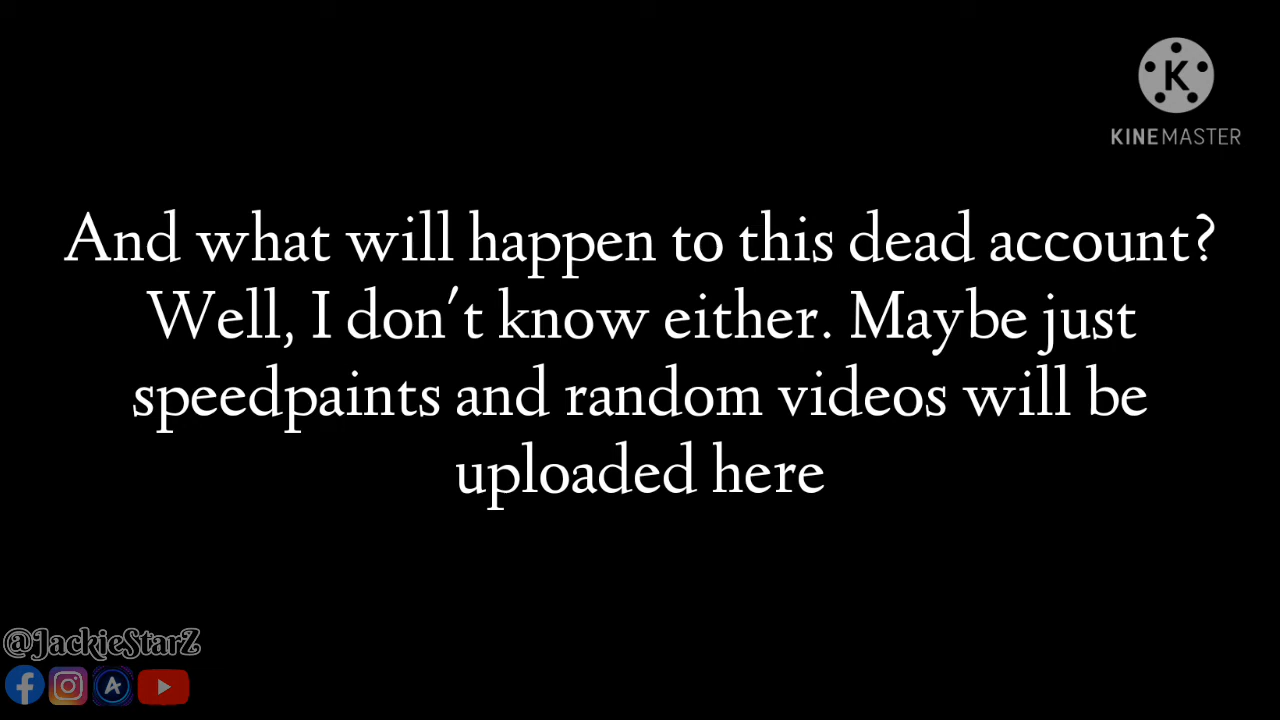 K
KINEMASTER
And what will happen to this dead account?
Well, I don't know either. Maybe just
speedpaints and random videos will be
uploaded here
@JackieStarZ